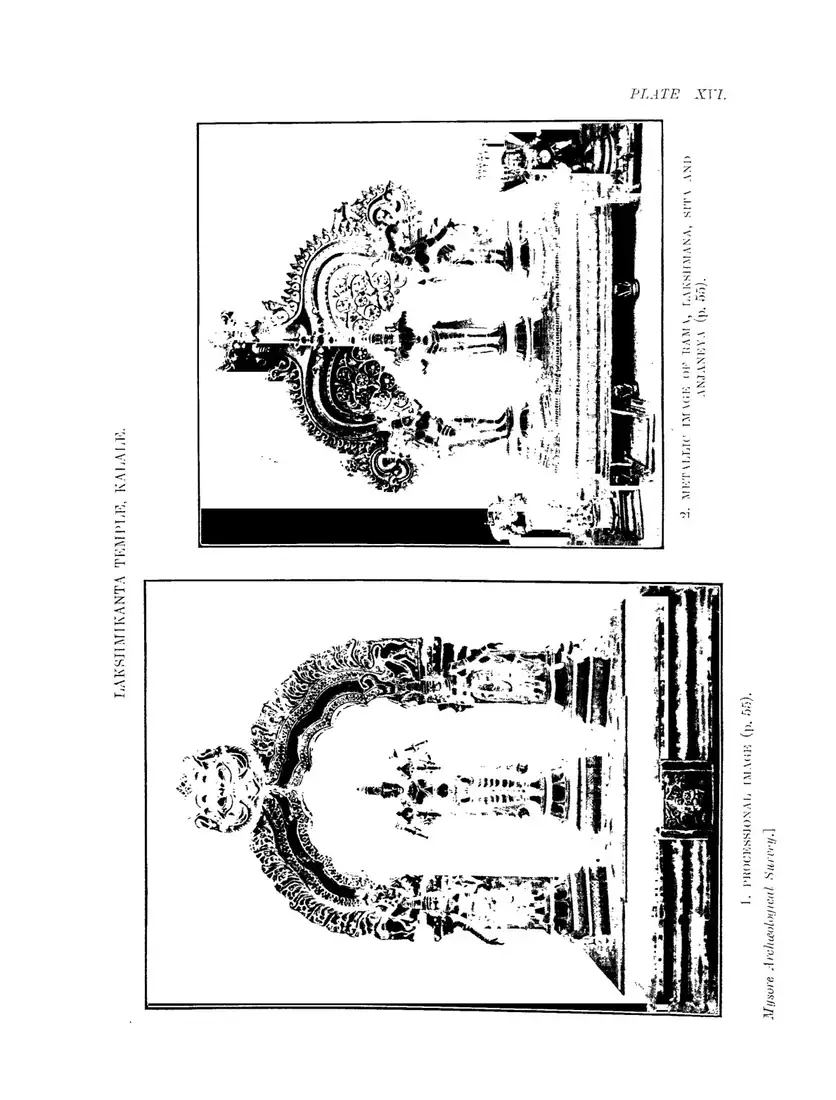 PLATE XVI.
LAKSHMIKANTA TEMPLE, KALALE.
2. METALLIC IMAGE OF RAMA, LAKSHMANA, SITA AND
ANJANEYA (p. 55).
1. PROCESSIONAL IMAGE (p. 55).
Mysore Archæological Survey.]